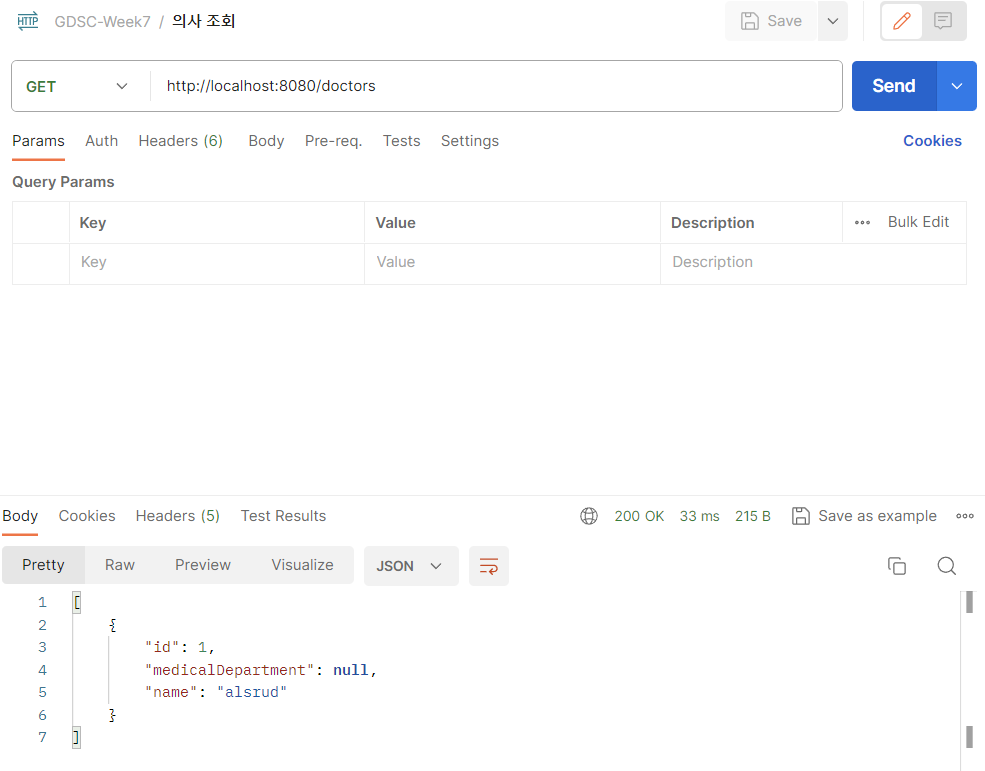 HTTP GDSC-Week7 / 의사 조회 Save
GET http://localhost:8080/doctors Send
Params Auth Headers (6) Body Pre-req. Tests Settings Cookies
Query Params
Key Value Description ••• Bulk Edit
Key Value Description
Body Cookies Headers (5) Test Results 200 OK 33 ms 215 B Save as example
Pretty Raw Preview Visualize JSON
1 [
2 {
3 "id": 1,
4 "medicalDepartment": null,
5 "name": "alsrud"
6 }
7 ]